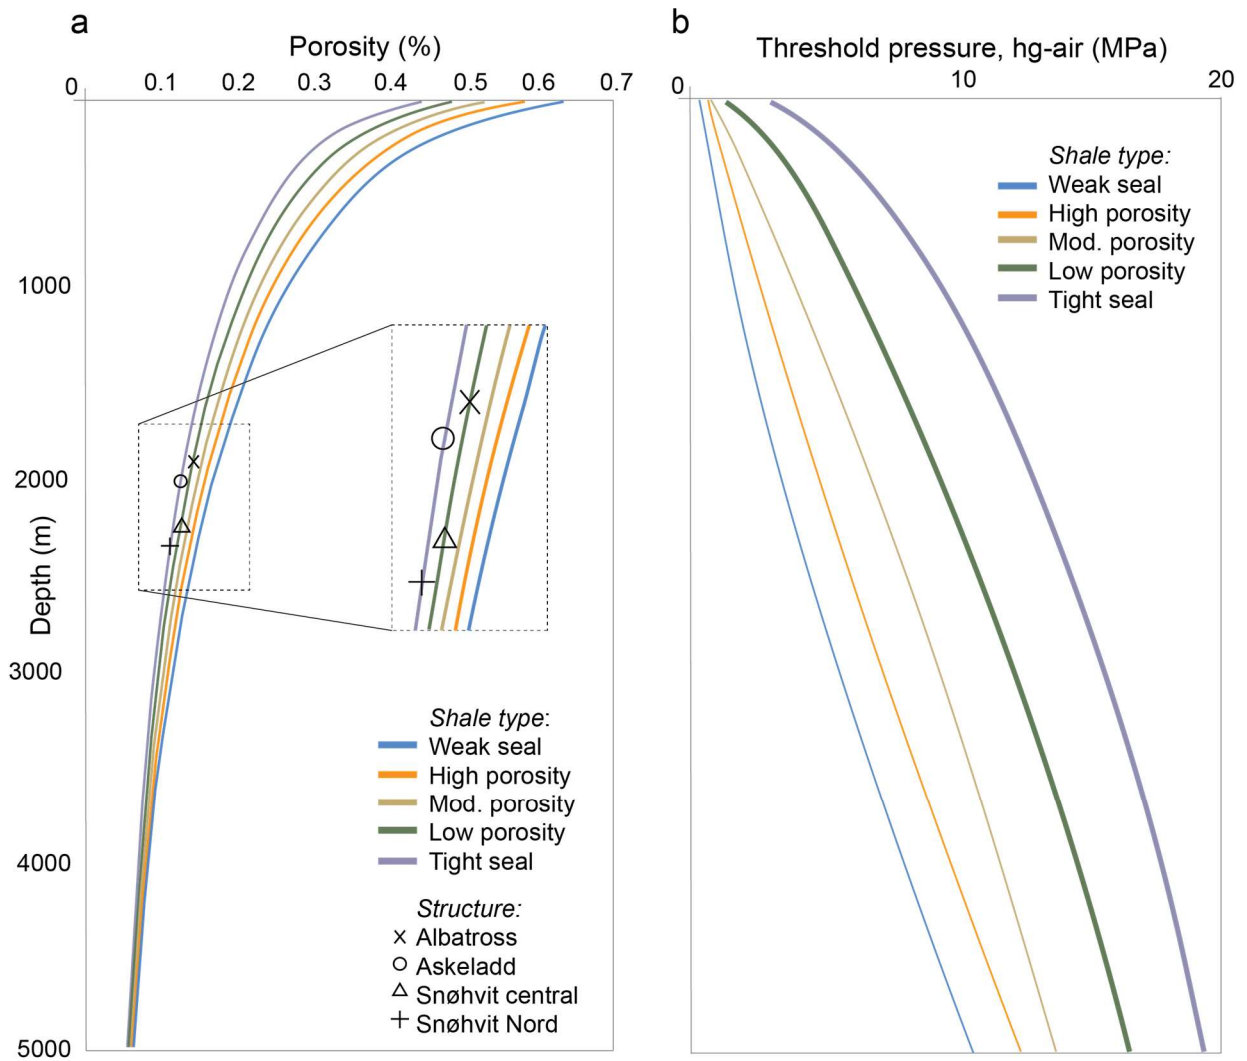 a
Porosity (%)
0 0.1 0.2 0.3 0.4 0.5 0.6 0.7
0
1000
2000
3000
4000
5000
Depth (m)
Shale type:
Weak seal
High porosity
Mod. porosity
Low porosity
Tight seal
Structure:
Albatross
Askeladd
Snøhvit central
Snøhvit Nord
b
Threshold pressure, hg-air (MPa)
0 10 20
Shale type:
Weak seal
High porosity
Mod. porosity
Low porosity
Tight seal